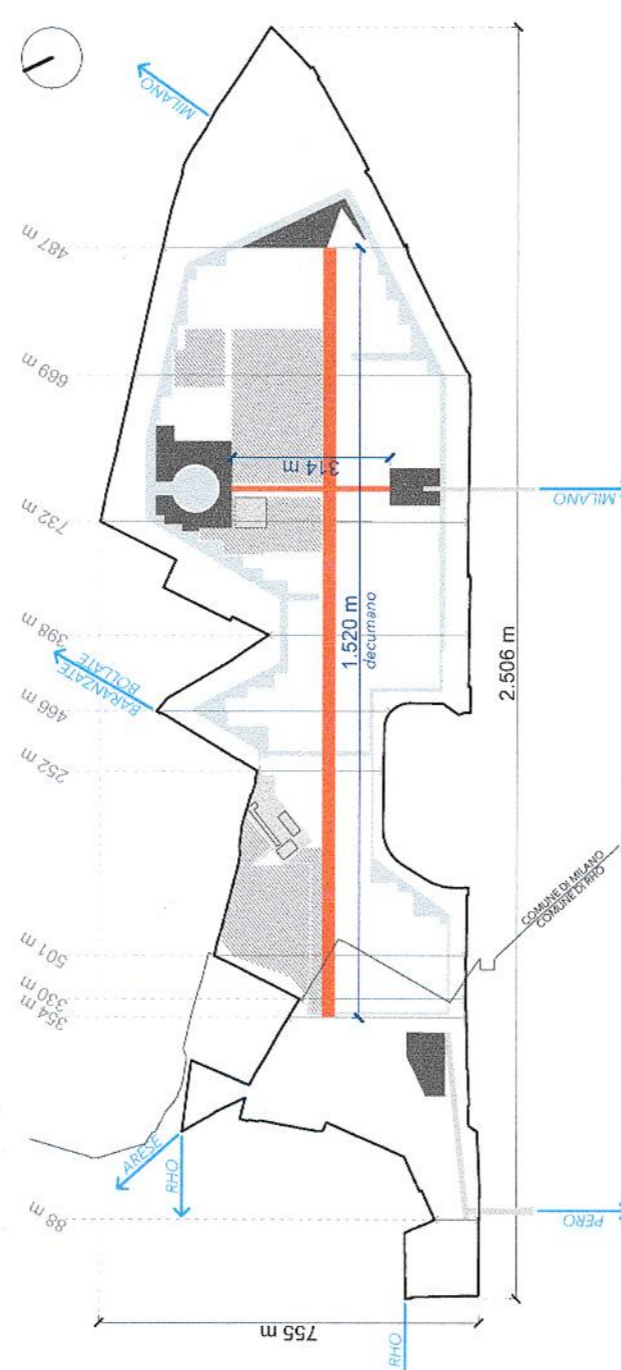 MILANO
487 m
669 m
314 m
732 m
MILANO
398 m
1.520 m
decumano
2.506 m
BOLLATE
BARANZATE
466 m
252 m
COMUNE DI MILANO
COMUNE DI RHO
501 m
330 m
354 m
ARESE
RHO
88 m
PERO
755 m
RHO